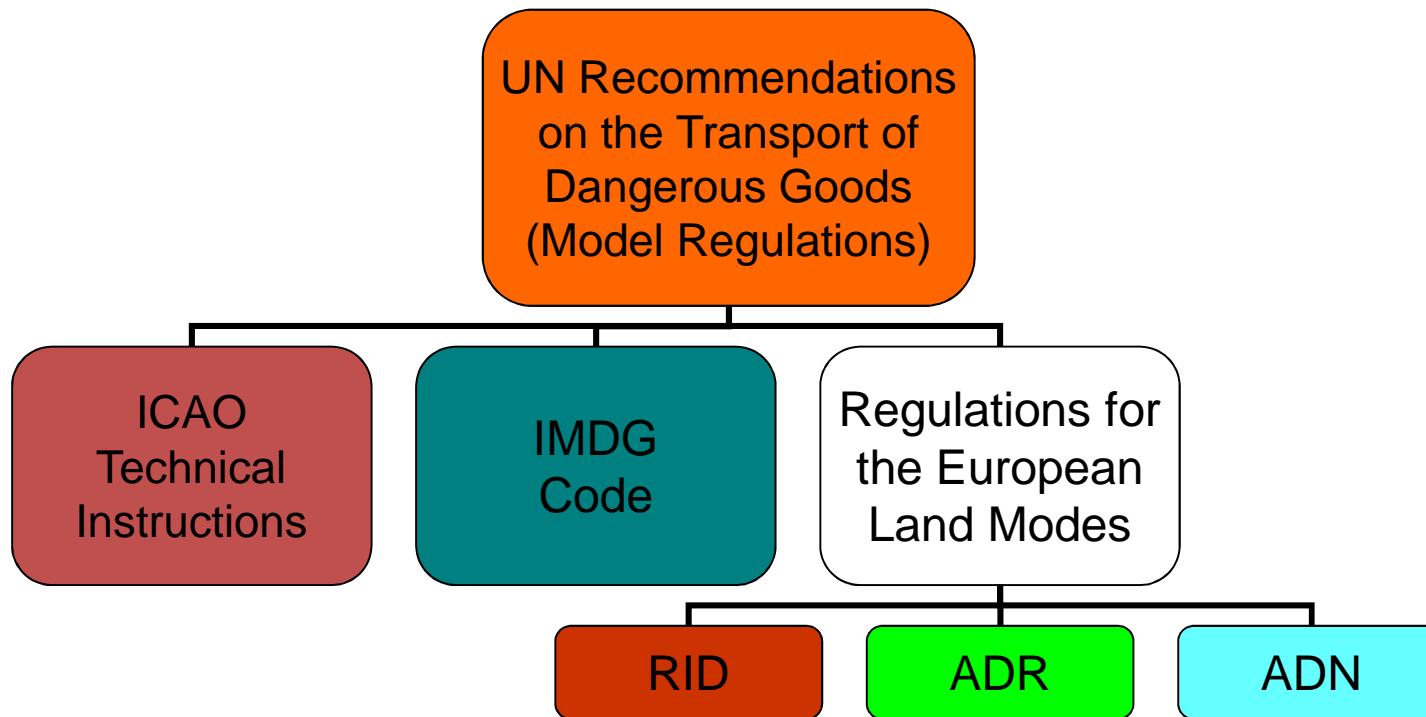 UN Recommendations
on the Transport of
Dangerous Goods
(Model Regulations)
ICAO
Technical
Instructions
IMDG
Code
Regulations for
the European
Land Modes
RID
ADR
ADN